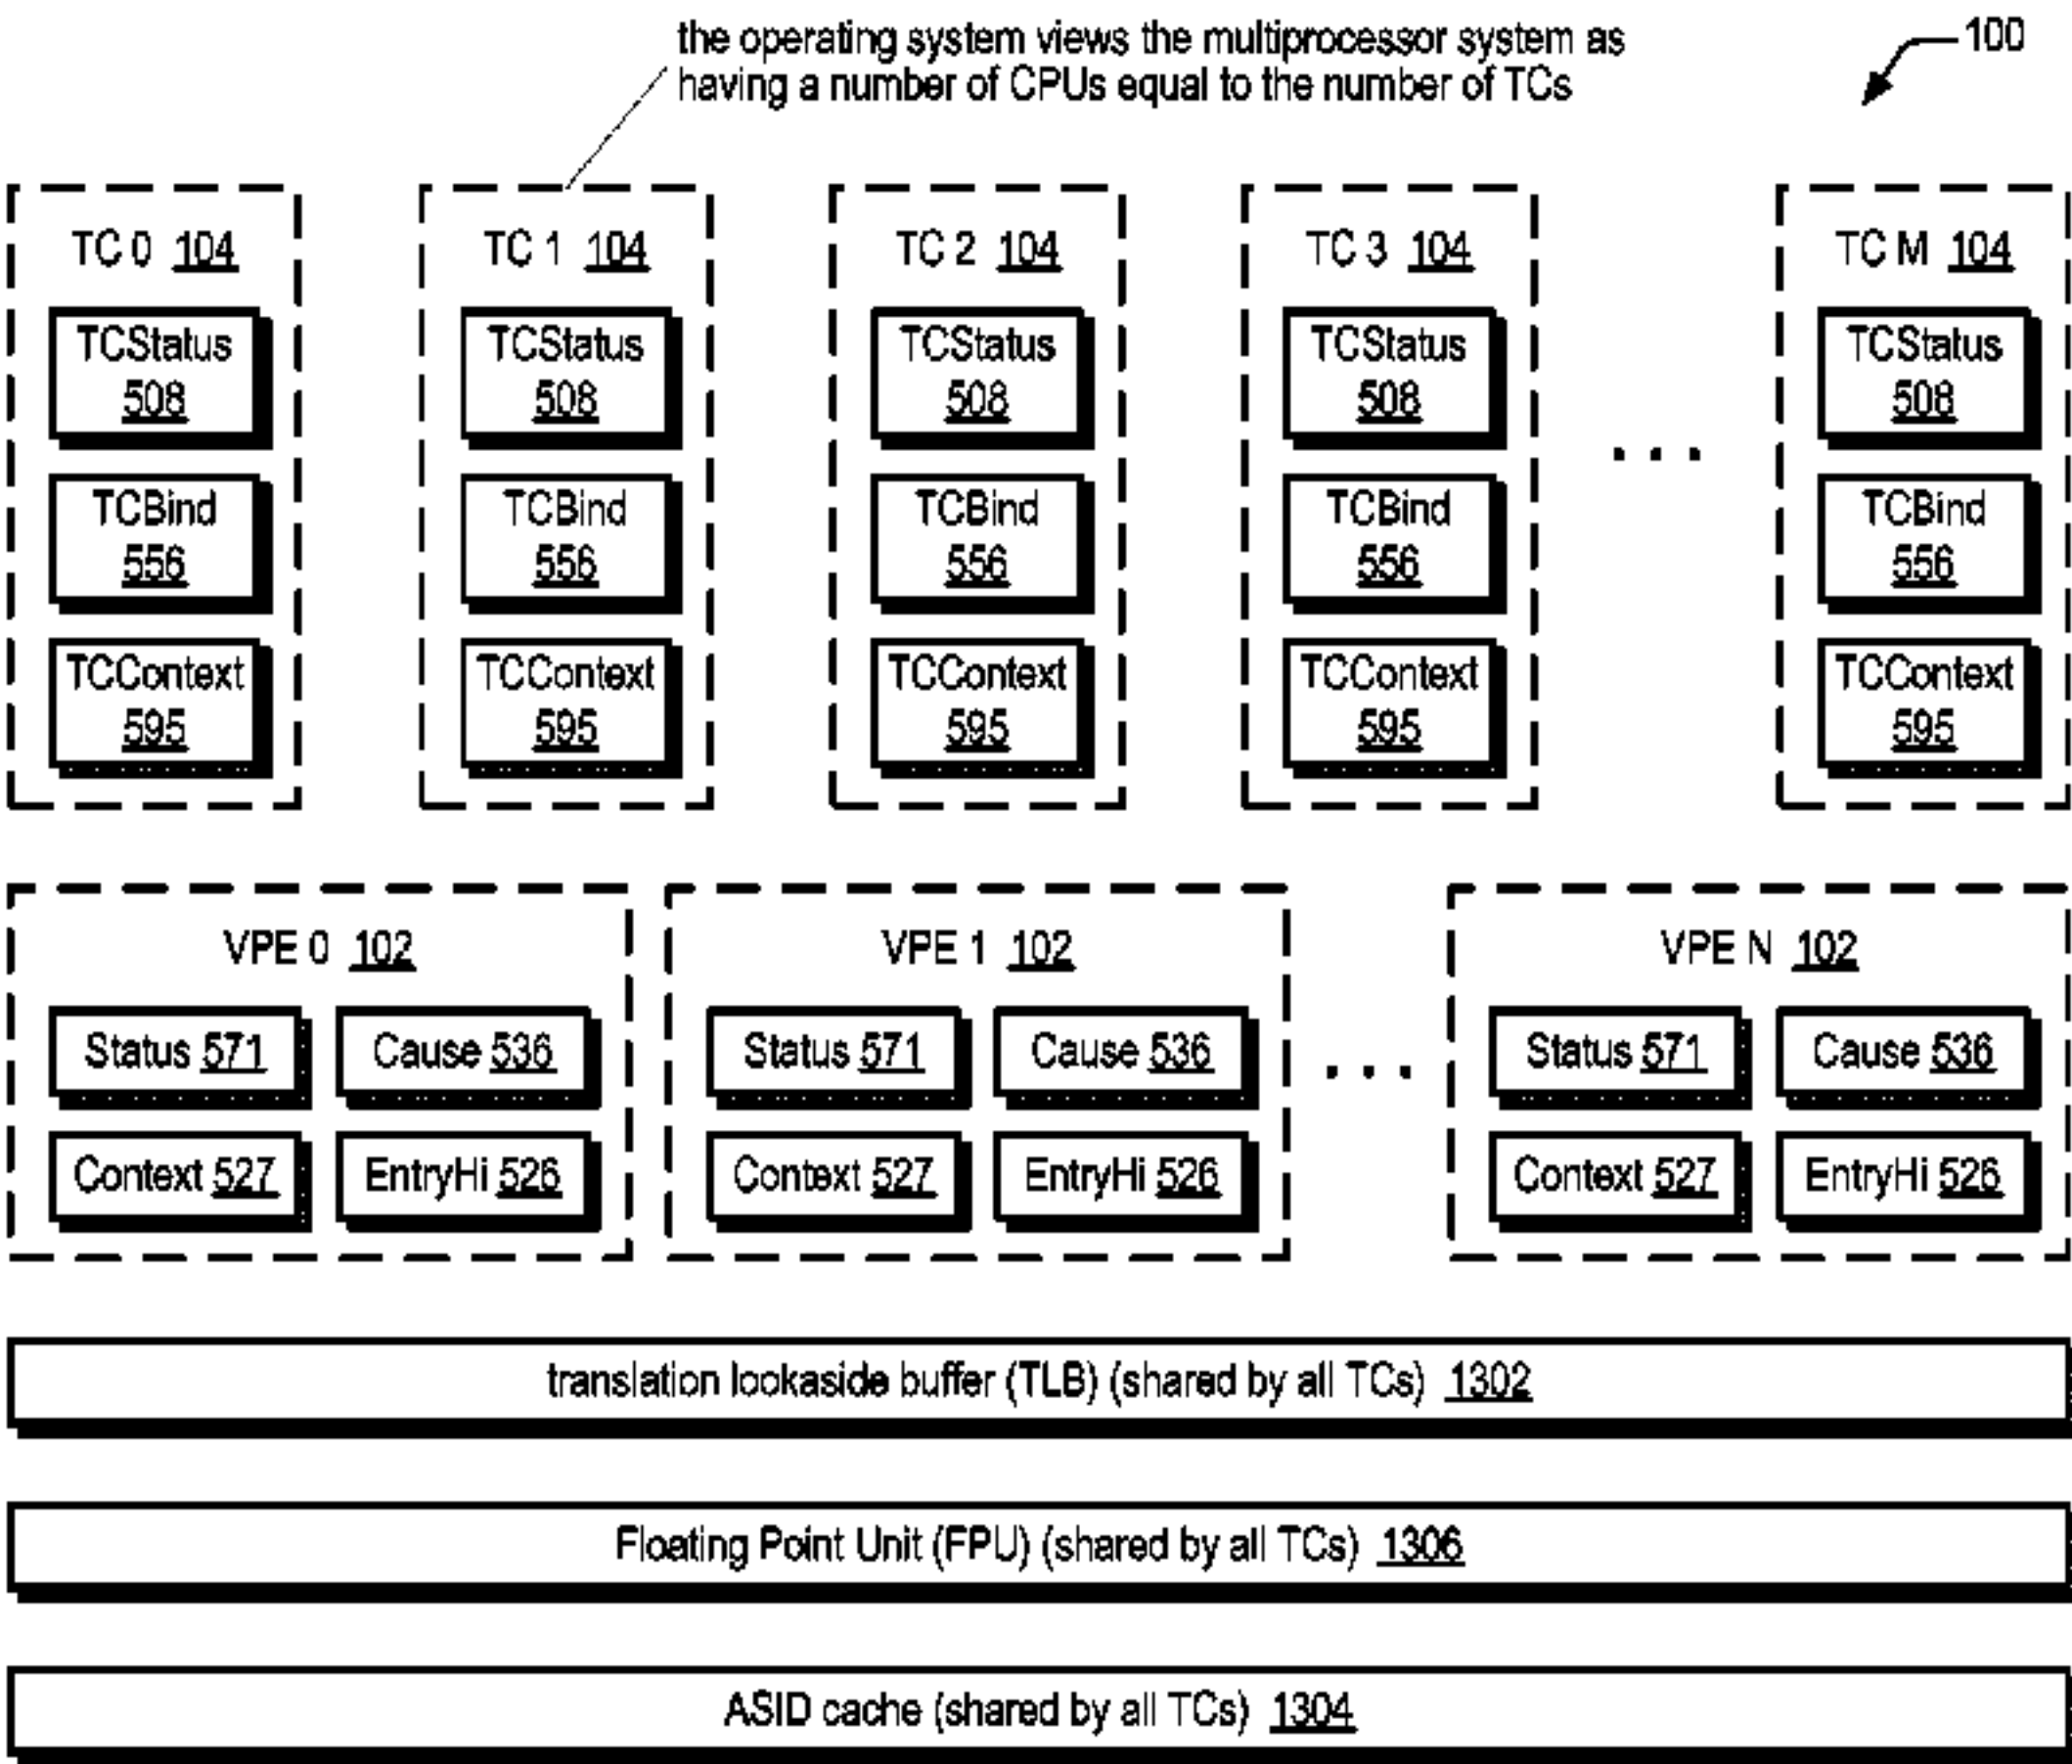 the operating system views the multiprocessor system as
having a number of CPUs equal to the number of TCs
100
TC 0 104
TCStatus
508
TCBind
556
TCContext
595
TC 1 104
TCStatus
508
TCBind
556
TCContext
595
TC 2 104
TCStatus
508
TCBind
556
TCContext
595
TC 3 104
TCStatus
508
TCBind
556
TCContext
595
. . .
TC M 104
TCStatus
508
TCBind
556
TCContext
595
VPE 0 102
Status 571
Cause 536
Context 527
EntryHi 526
VPE 1 102
Status 571
Cause 536
Context 527
EntryHi 526
. . .
VPE N 102
Status 571
Cause 536
Context 527
EntryHi 526
translation lookaside buffer (TLB) (shared by all TCs) 1302
Floating Point Unit (FPU) (shared by all TCs) 1306
ASID cache (shared by all TCs) 1304